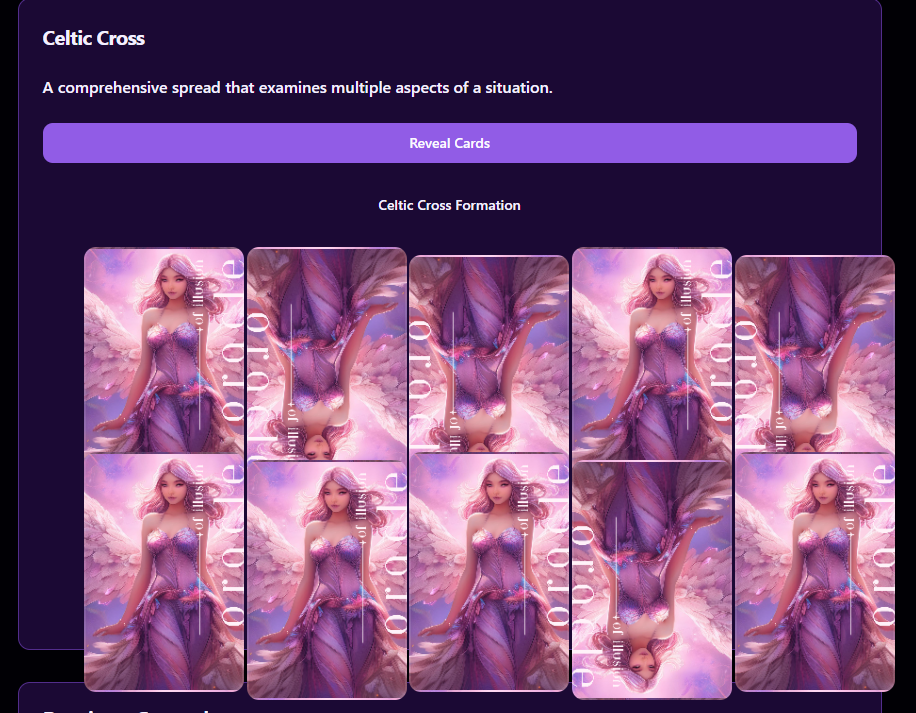 Celtic Cross
A comprehensive spread that examines multiple aspects of a situation.
Reveal Cards
Celtic Cross Formation
oracle
of illusion
oracle
of illusion
oracle
of illusion
oracle
of illusion
oracle
of illusion
oracle
of illusion
oracle
of illusion
oracle
of illusion
oracle
of illusion
oracle
of illusion